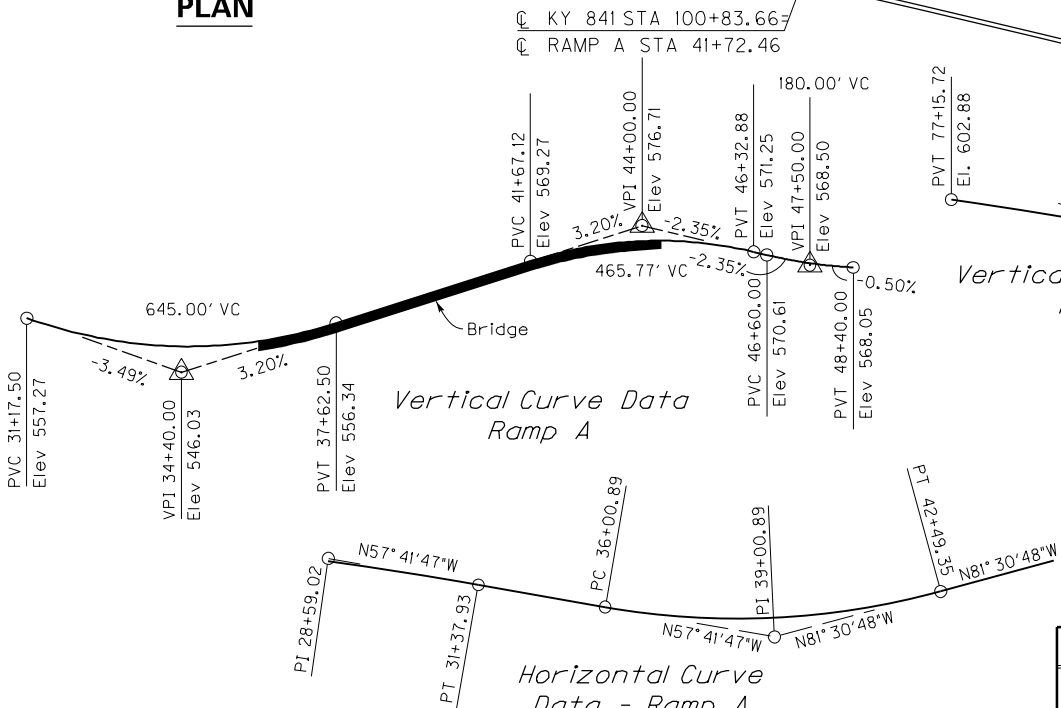 PLAN
℄ KY 841 STA 100+83.66=
℄ RAMP A STA 41+72.46
180.00' VC
PVC 41+67.12
Elev 569.27
VPI 44+00.00
Elev 576.71
PVT 46+32.88
Elev 571.25
VPI 47+50.00
Elev 568.50
PVT 77+15.72
El. 602.88
3.20%
-2.35%
465.77' VC
-2.35%
-0.50%
645.00' VC
Bridge
-3.49%
3.20%
PVC 31+17.50
Elev 557.27
VPI 34+40.00
Elev 546.03
PVT 37+62.50
Elev 556.34
PVC 46+60.00
Elev 570.61
PVT 48+40.00
Elev 568.05
Vertical Curve Data
Ramp A
Vertica
PI 28+59.02
N57°41'47"W
PT 31+37.93
PC 36+00.89
PI 39+00.89
PT 42+49.35
N81°30'48"W
N57°41'47"W
N81°30'48"W
Horizontal Curve
Data - Ramp A